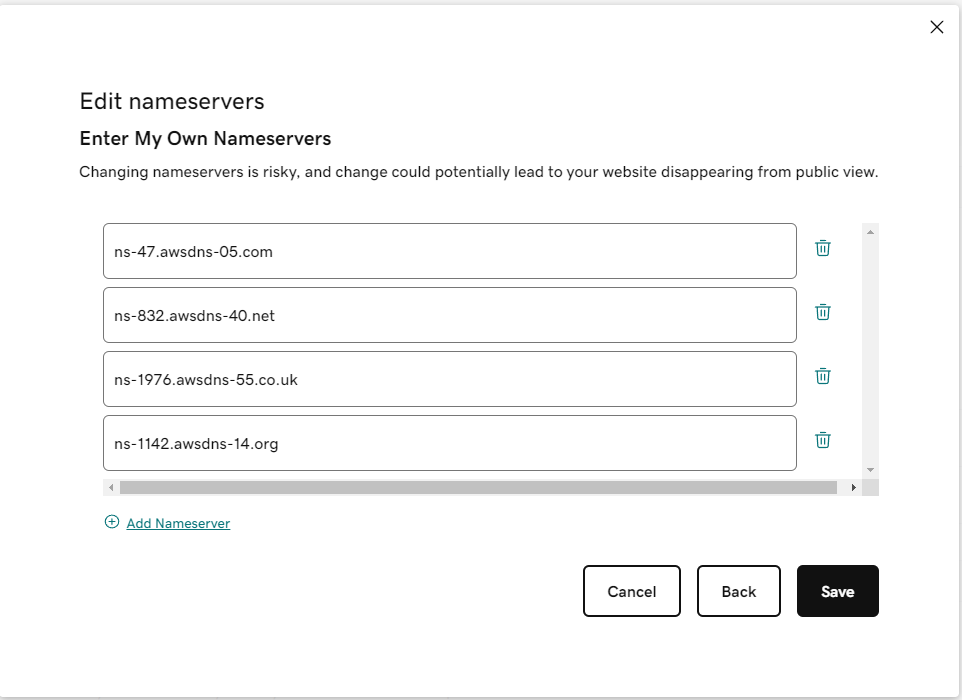 Edit nameservers
Enter My Own Nameservers
Changing nameservers is risky, and change could potentially lead to your website disappearing from public view.
ns-47.awsdns-05.com
ns-832.awsdns-40.net
ns-1976.awsdns-55.co.uk
ns-1142.awsdns-14.org
Add Nameserver
Cancel Back Save